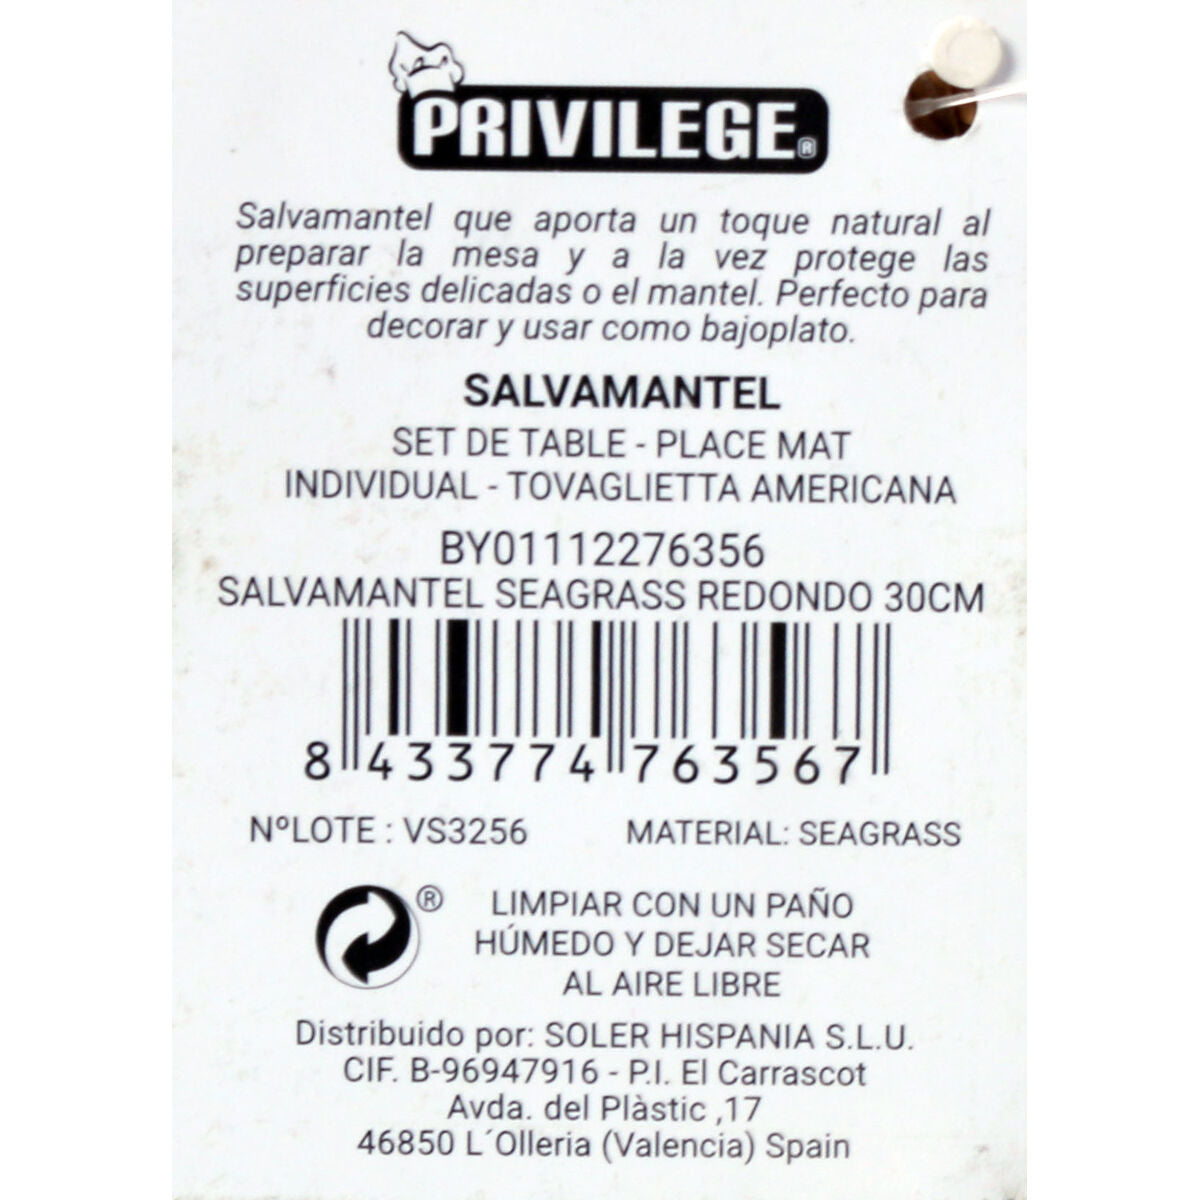 PRIVILEGE®
Salvamantel que aporta un toque natural al
preparar la mesa y a la vez protege las
superficies delicadas o el mantel. Perfecto para
decorar y usar como bajoplato.
SALVAMANTEL
SET DE TABLE - PLACE MAT
INDIVIDUAL - TOVAGLIETTA AMERICANA
BY01112276356
SALVAMANTEL SEAGRASS REDONDO 30CM
8 433774 763567
NºLOTE : VS3256 MATERIAL: SEAGRASS
® LIMPIAR CON UN PAÑO
HÚMEDO Y DEJAR SECAR
AL AIRE LIBRE
Distribuido por: SOLER HISPANIA S.L.U.
CIF. B-96947916 - P.I. El Carrascot
Avda. del Plàstic ,17
46850 L´Olleria (Valencia) Spain